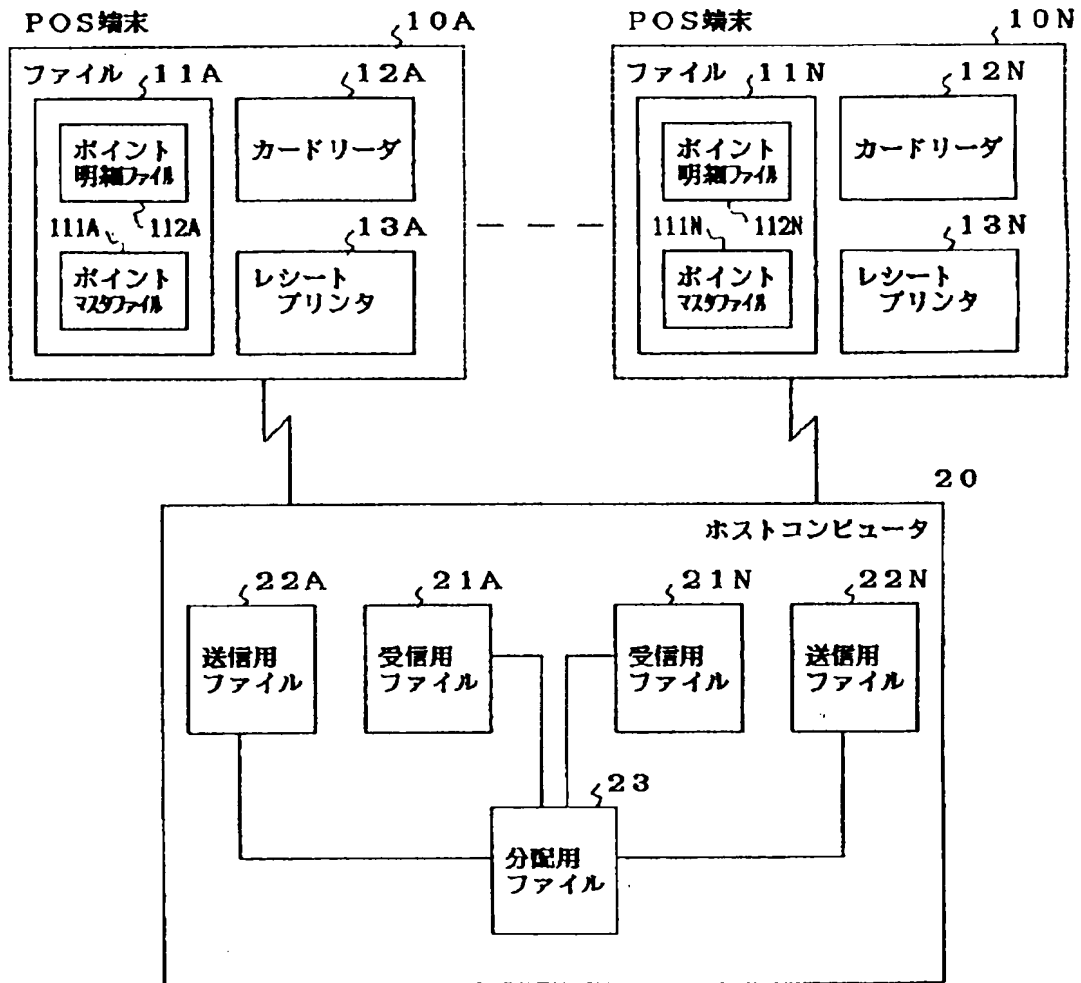 POS端末
10A
ファイル
11A
12A
ポイント
明細ファイル
カードリーダ
111A
112A
13A
ポイント
マスタファイル
レシート
プリンタ
POS端末
10N
ファイル
11N
12N
ポイント
明細ファイル
カードリーダ
111N
112N
13N
ポイント
マスタファイル
レシート
プリンタ
20
ホストコンピュータ
22A
21A
21N
22N
送信用
ファイル
受信用
ファイル
受信用
ファイル
送信用
ファイル
23
分配用
ファイル